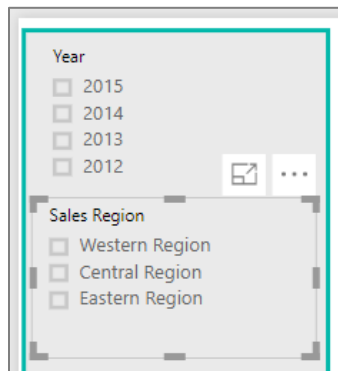 Year
2015
2014
2013
2012
Sales Region
Western Region
Central Region
Eastern Region